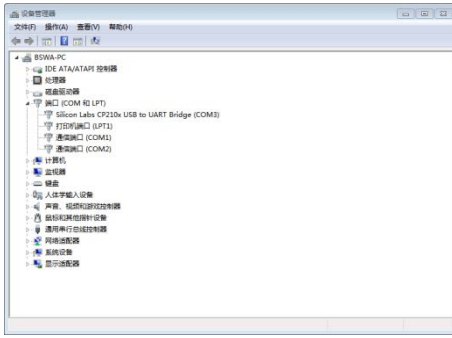 设备管理器
文件(F) 操作(A) 查看(V) 帮助(H)
BSWA-PC
IDE ATA/ATAPI 控制器
处理器
磁盘驱动器
端口 (COM 和 LPT)
Silicon Labs CP210x USB to UART Bridge (COM3)
打印机端口 (LPT1)
通信端口 (COM1)
通信端口 (COM2)
计算机
监视器
键盘
人体学输入设备
声音、视频和游戏控制器
鼠标和其他指针设备
通用串行总线控制器
网络适配器
系统设备
显示适配器